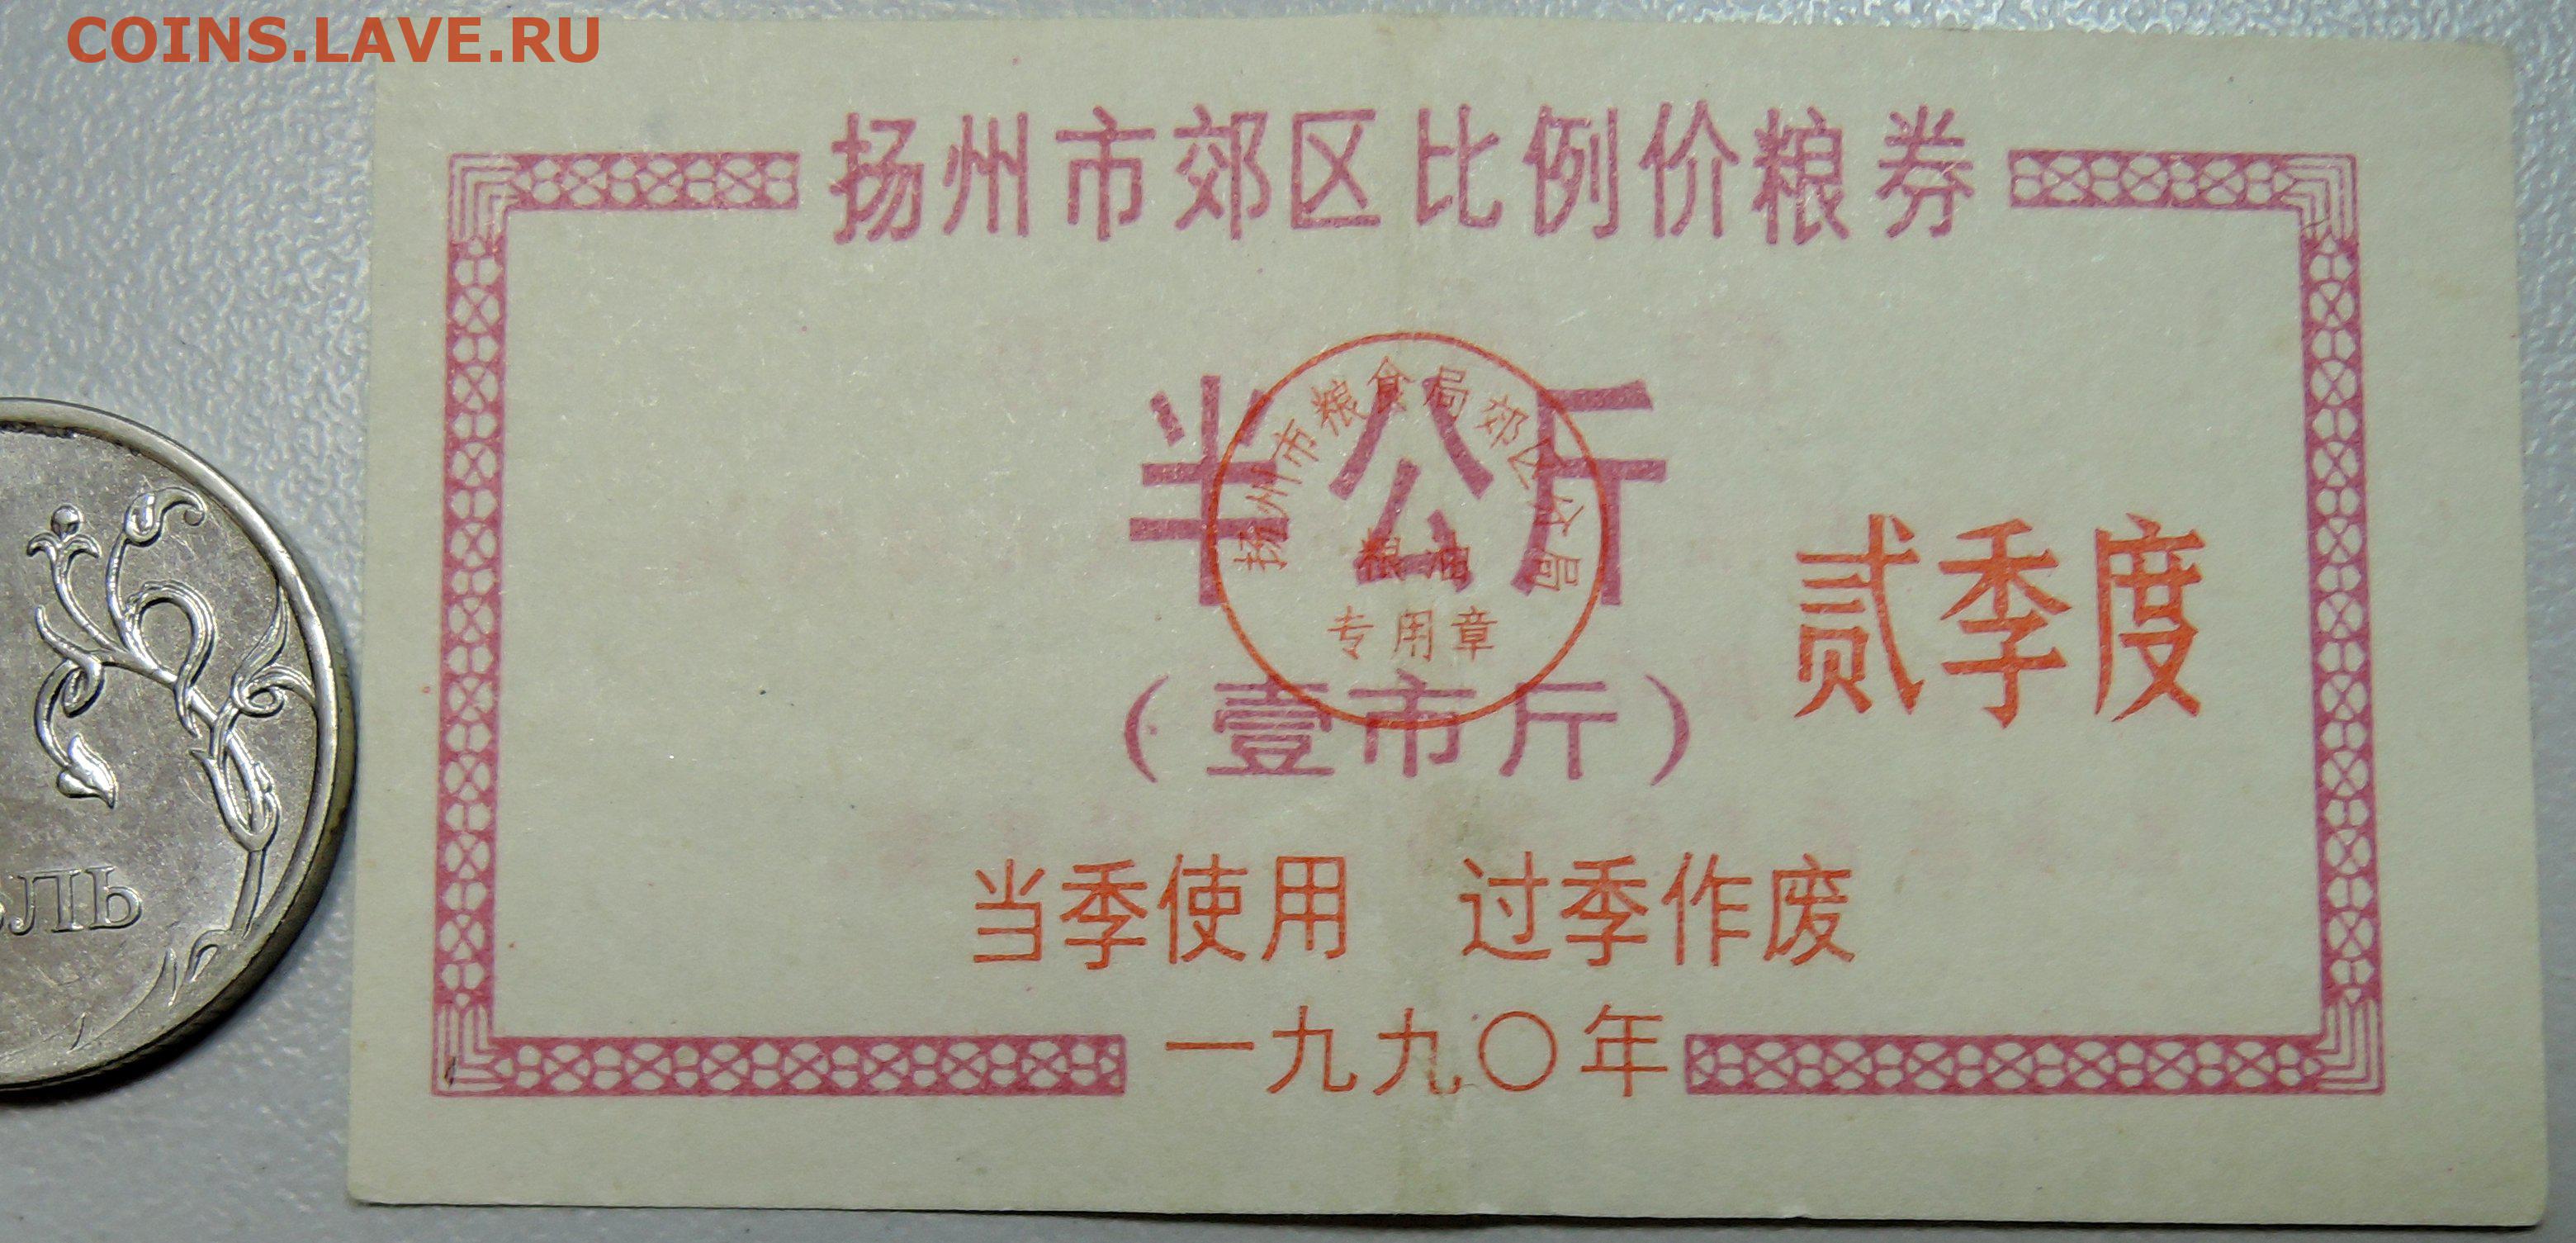 COINS.LAVE.RU
扬州市郊区比例价粮券
半公斤
扬州市粮食局郊区分局
粮油
专用章
贰季度
(壹市斤)
当季使用 过季作废
一九九〇年
ЛЬ